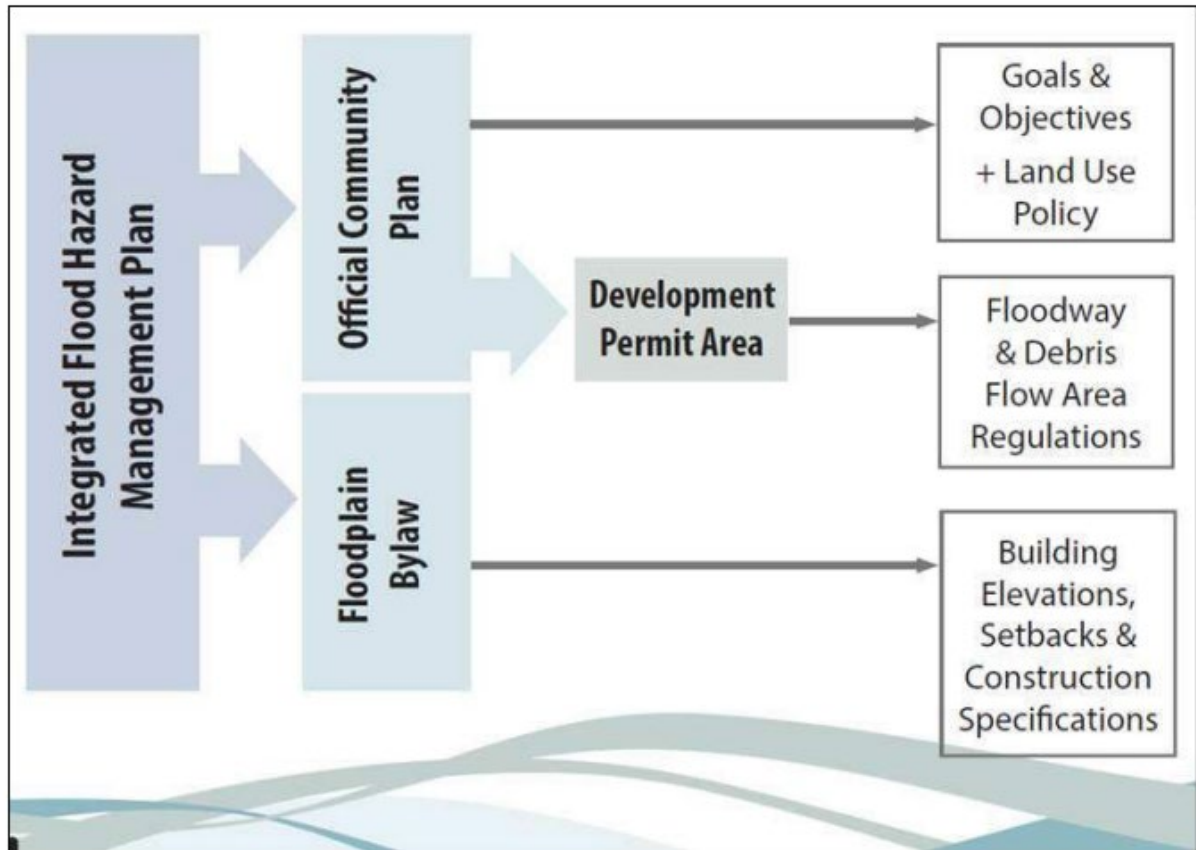 Integrated Flood Hazard
Management Plan
Official Community
Plan
Floodplain
Bylaw
Development
Permit Area
Goals &
Objectives
+ Land Use
Policy
Floodway
& Debris
Flow Area
Regulations
Building
Elevations,
Setbacks &
Construction
Specifications